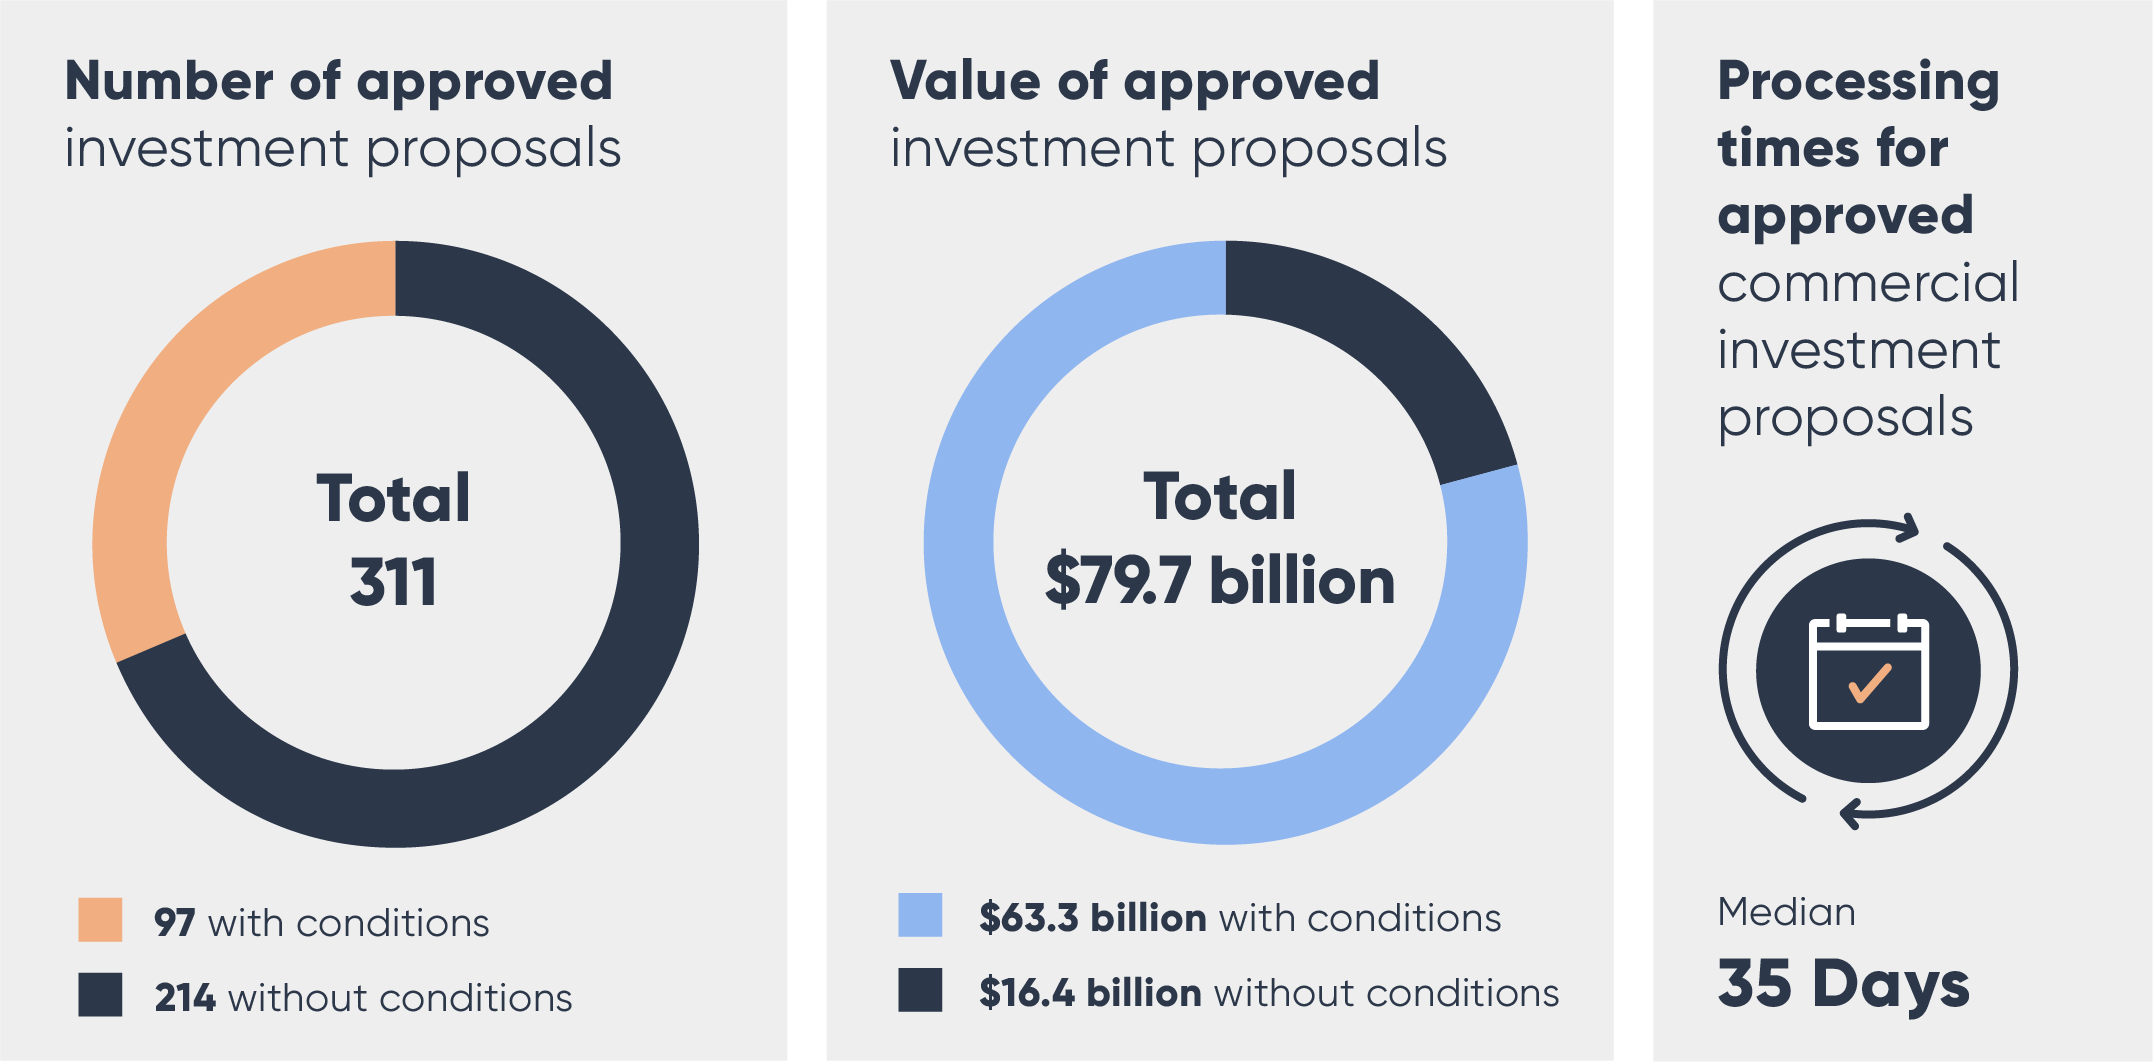 Number of approved
investment proposals
Total
311
97 with conditions
214 without conditions
Value of approved
investment proposals
Total
$79.7 billion
$63.3 billion with conditions
$16.4 billion without conditions
Processing
times for
approved
commercial
investment
proposals
Median
35 Days